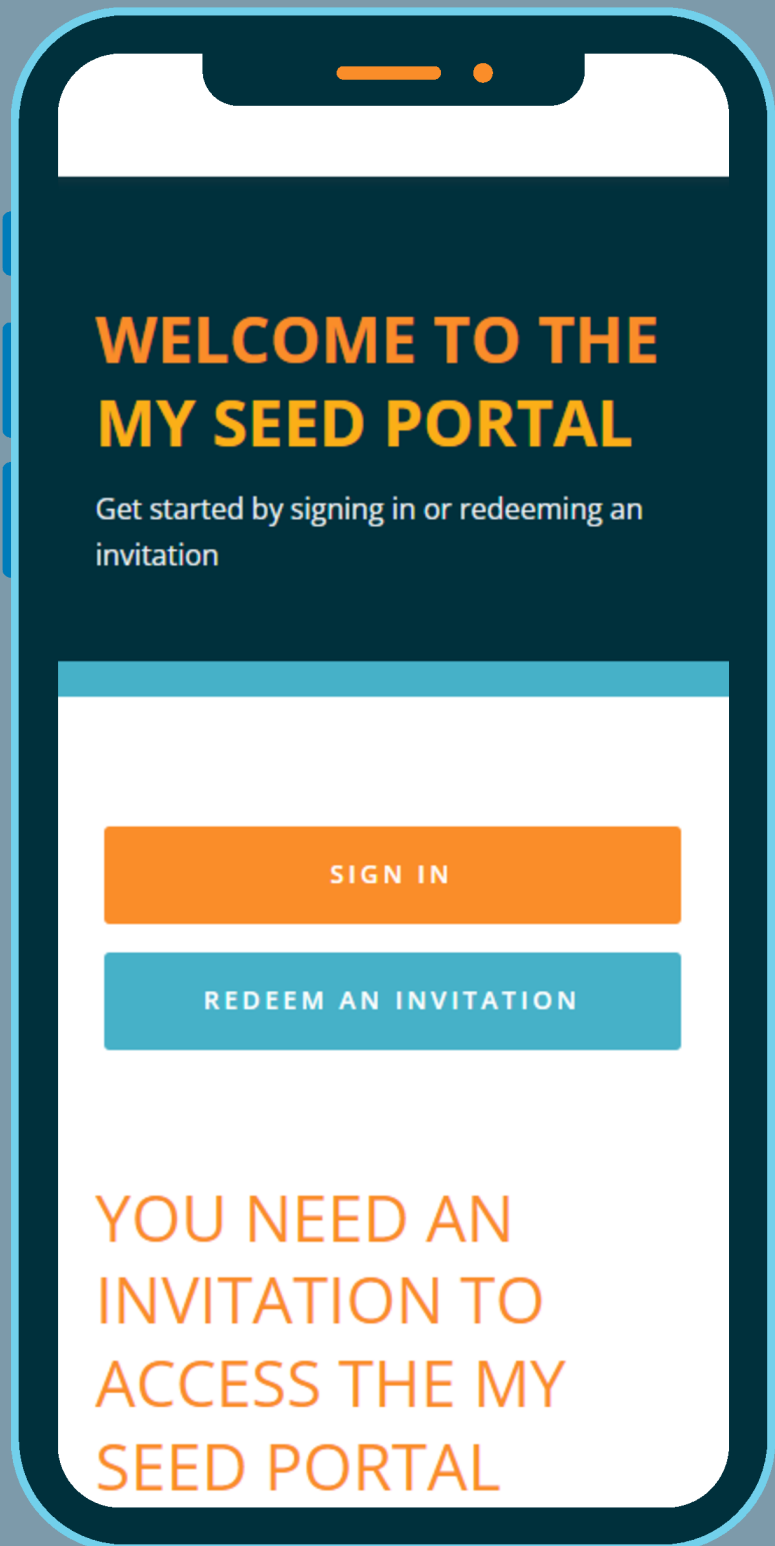 WELCOME TO THE
MY SEED PORTAL
Get started by signing in or redeeming an
invitation
SIGN IN
REDEEM AN INVITATION
YOU NEED AN
INVITATION TO
ACCESS THE MY
SEED PORTAL